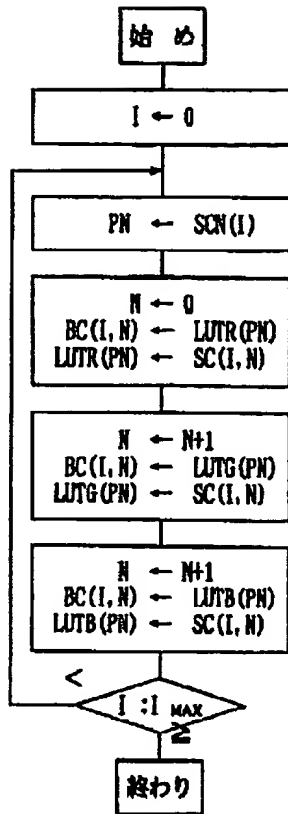 始め
I ← 0
PN ← SCN(I)
N ← 0
BC(I,N) ← LUTR(PN)
LUTR(PN) ← SC(I,N)
N ← N+1
BC(I,N) ← LUTG(PN)
LUTG(PN) ← SC(I,N)
N ← N+1
BC(I,N) ← LUTB(PN)
LUTB(PN) ← SC(I,N)
<
I :I MAX
≧
終わり